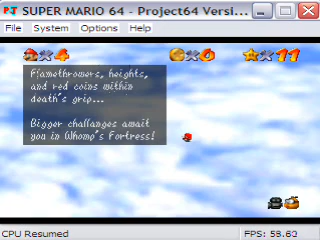 SUPER MARIO 64 - Project64 Versi...
File System Options Help
×4 ×0 ×11
Flamethrowers, heights,
and red coins within
death's grip...
Bigger challanges await
you in Whomp's Fortress!
CPU Resumed FPS: 58.60